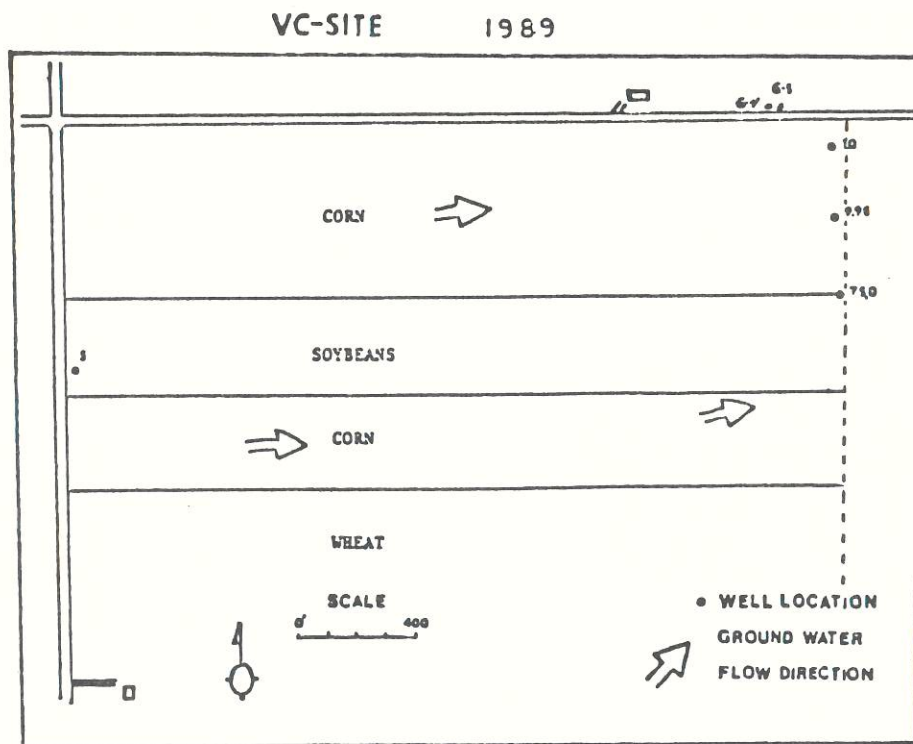 VC-SITE 1989
CORN
SOYBEANS
CORN
WHEAT
SCALE
0' 400
WELL LOCATION
GROUND WATER
FLOW DIRECTION